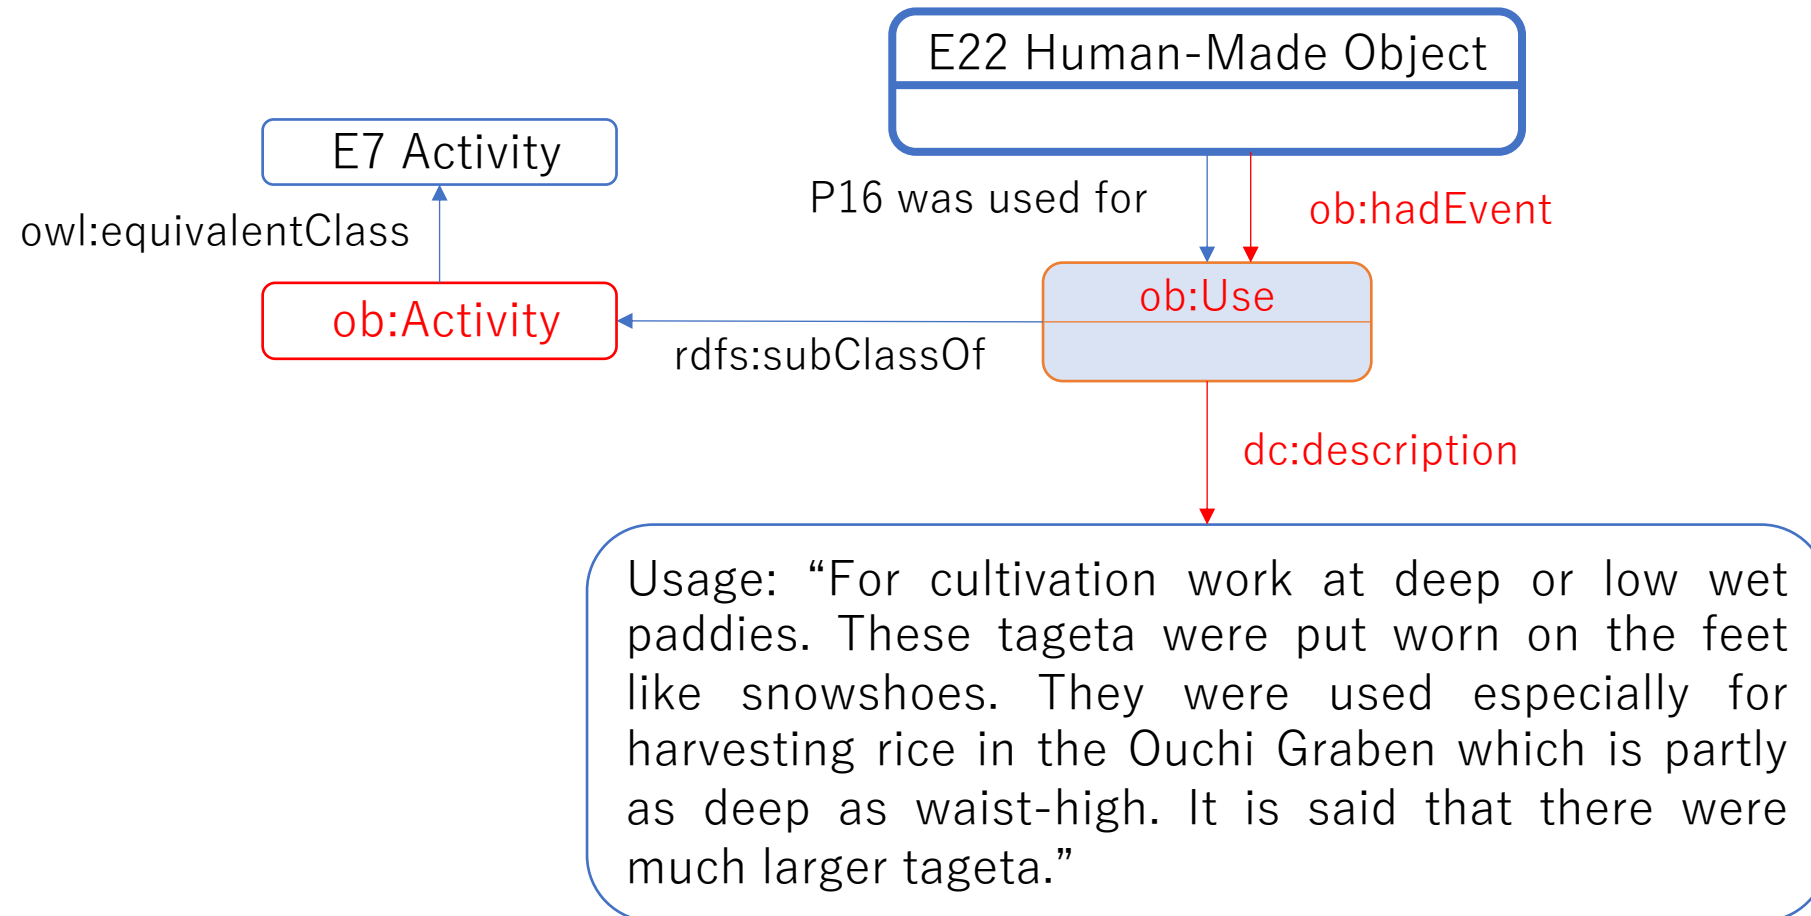 E22 Human-Made Object
E7 Activity
P16 was used for
ob:hadEvent
owl:equivalentClass
ob:Use
ob:Activity
rdfs:subClassOf
dc:description
Usage: “For cultivation work at deep or low wet
paddies. These tageta were put worn on the feet
like snowshoes. They were used especially for
harvesting rice in the Ouchi Graben which is partly
as deep as waist-high. It is said that there were
much larger tageta.”